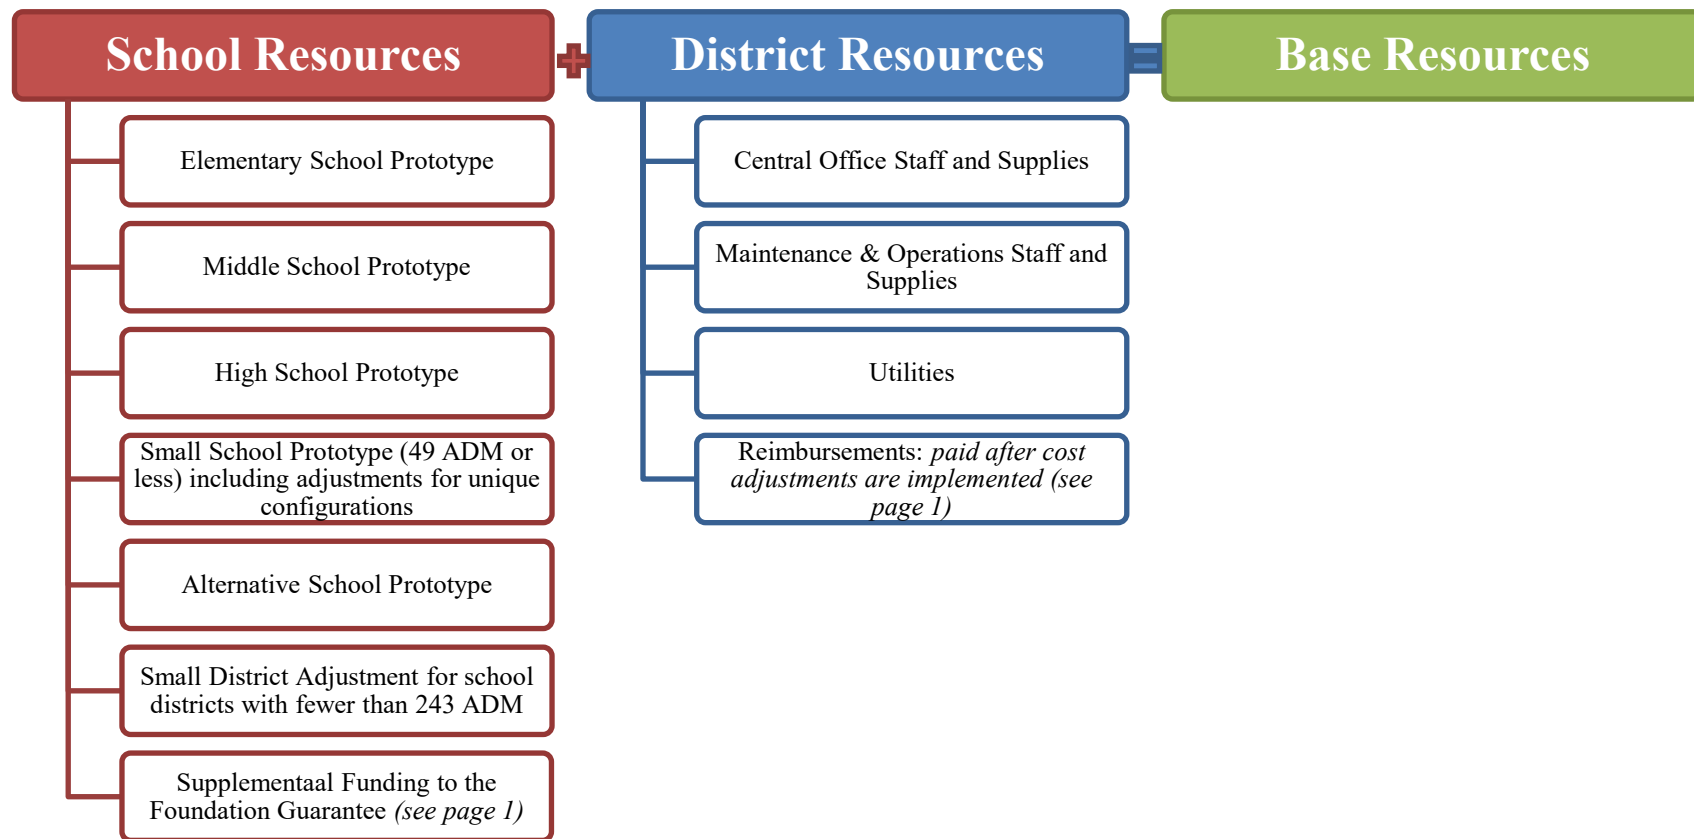 School Resources
+
District Resources
=
Base Resources
Elementary School Prototype
Middle School Prototype
High School Prototype
Small School Prototype (49 ADM or
less) including adjustments for unique
configurations
Alternative School Prototype
Small District Adjustment for school
districts with fewer than 243 ADM
Supplementaal Funding to the
Foundation Guarantee (see page 1)
Central Office Staff and Supplies
Maintenance & Operations Staff and
Supplies
Utilities
Reimbursements: paid after cost
adjustments are implemented (see
page 1)